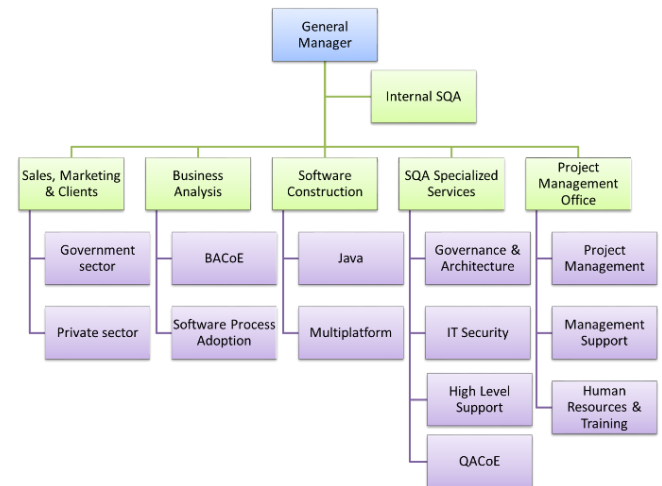 General
Manager
Internal SQA
Sales, Marketing
& Clients
Business
Analysis
Software
Construction
SQA Specialized
Services
Project
Management
Office
Government
sector
BACoE
Java
Governance &
Architecture
Project
Management
Private sector
Software Process
Adoption
Multiplatform
IT Security
Management
Support
High Level
Support
Human
Resources &
Training
QACoE